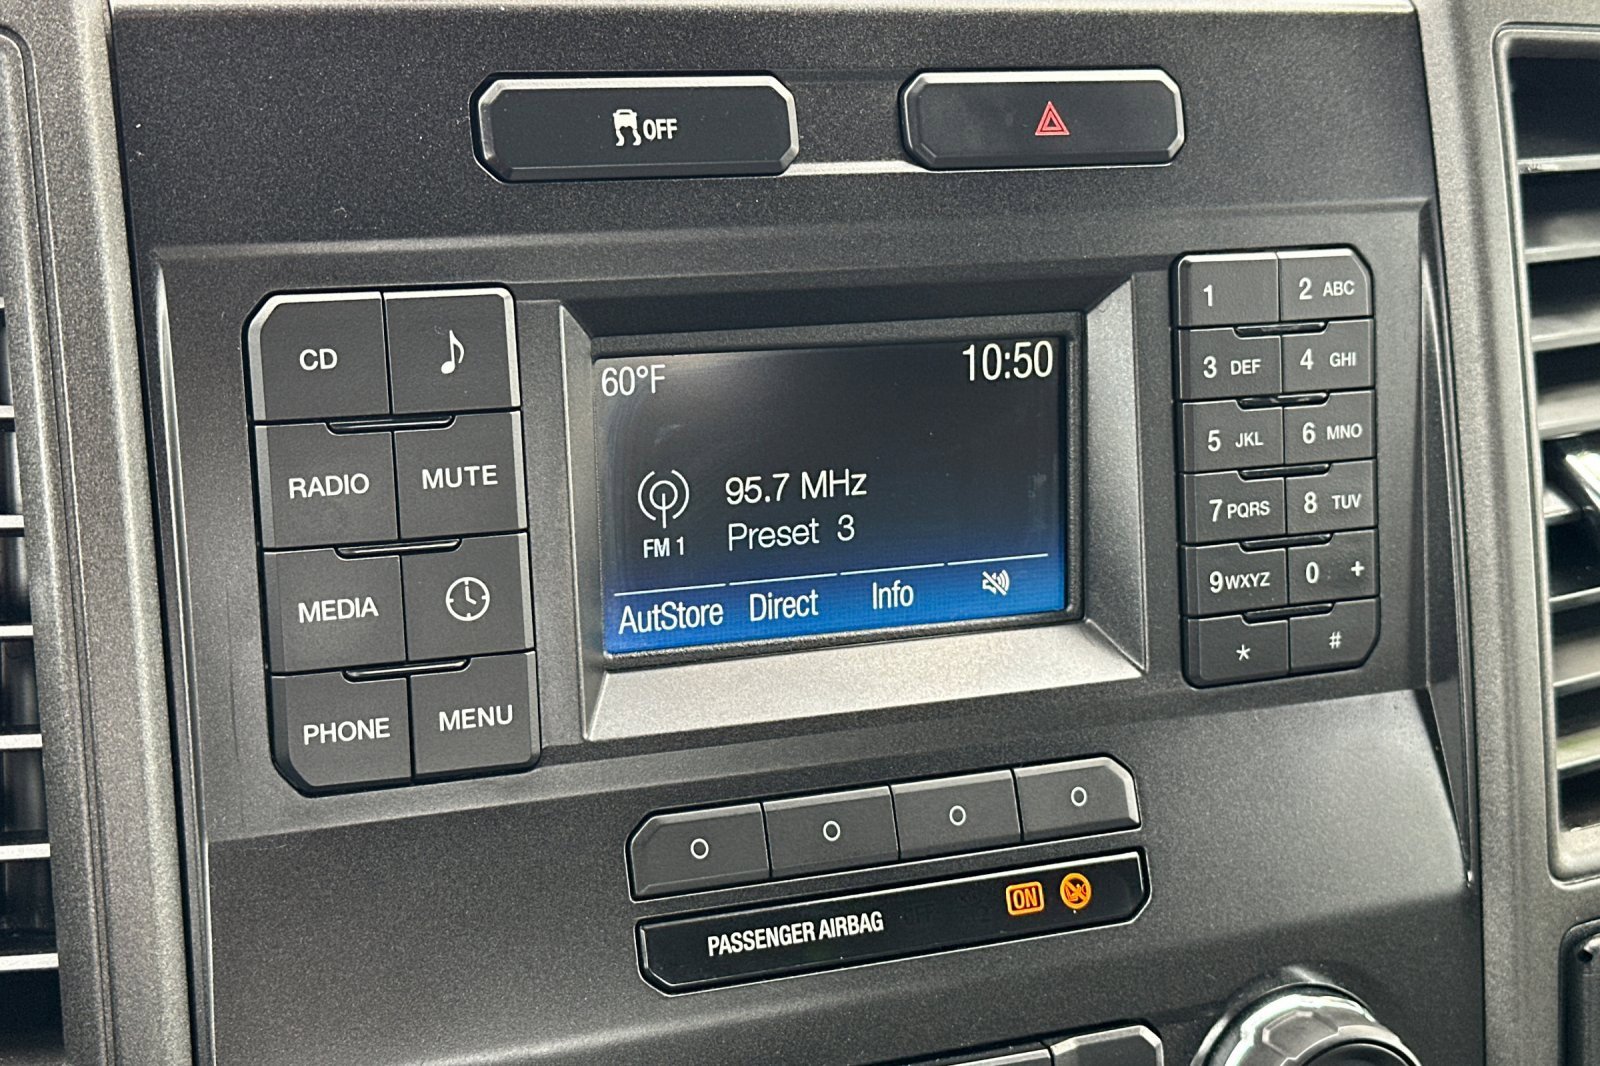 OFF
CD
RADIO MUTE
MEDIA
PHONE MENU
60°F 10:50
95.7 MHz
FM 1 Preset 3
AutStore Direct Info
1 2 ABC
3 DEF 4 GHI
5 JKL 6 MNO
7 PQRS 8 TUV
9 WXYZ 0 +
* #
PASSENGER AIRBAG OFF ON